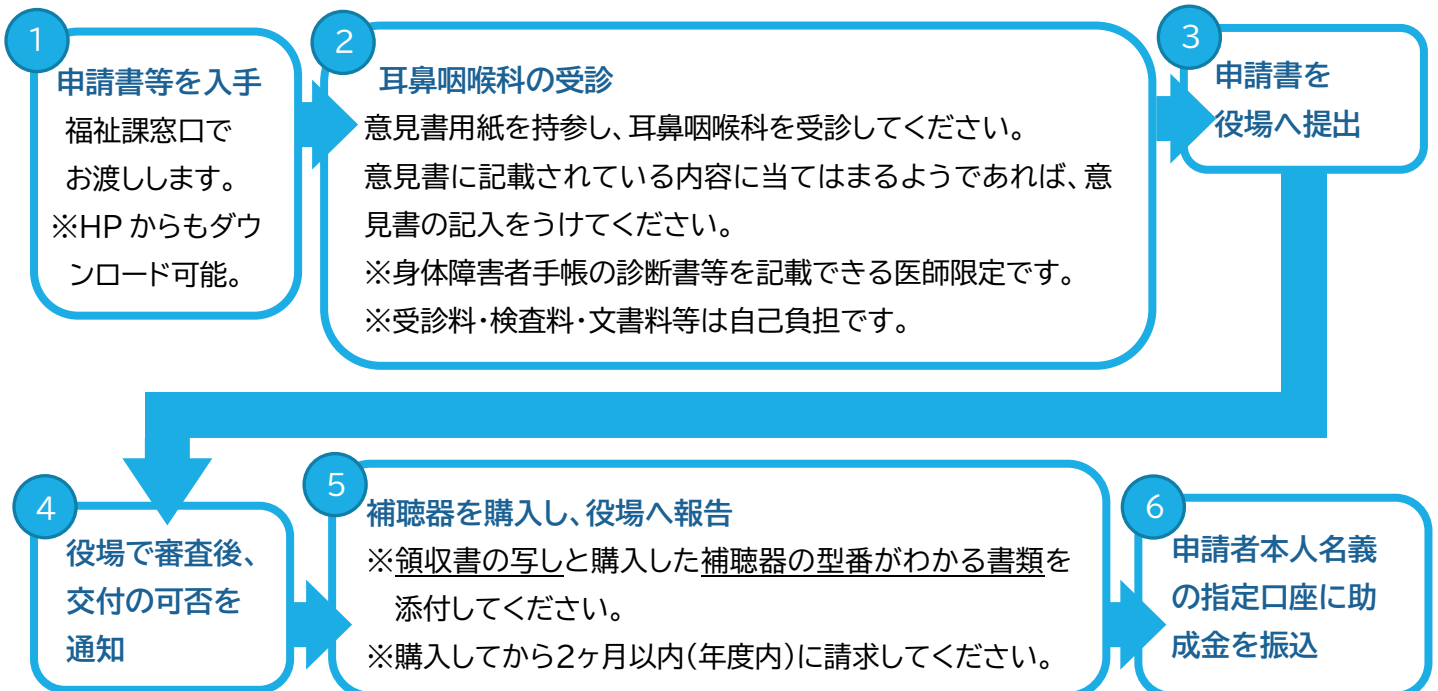 1
申請書等を入手
福祉課窓口で
お渡しします。
※HPからもダウ
ンロード可能。
2
耳鼻咽喉科の受診
意見書用紙を持参し、耳鼻咽喉科を受診してください。
意見書に記載されている内容に当てはまるようであれば、意
見書の記入をうけてください。
※身体障害者手帳の診断書等を記載できる医師限定です。
※受診料・検査料・文書料等は自己負担です。
3
申請書を
役場へ提出
4
役場で審査後、
交付の可否を
通知
5
補聴器を購入し、役場へ報告
※領収書の写しと購入した補聴器の型番がわかる書類を
添付してください。
※購入してから2ヶ月以内(年度内)に請求してください。
6
申請者本人名義
の指定口座に助
成金を振込